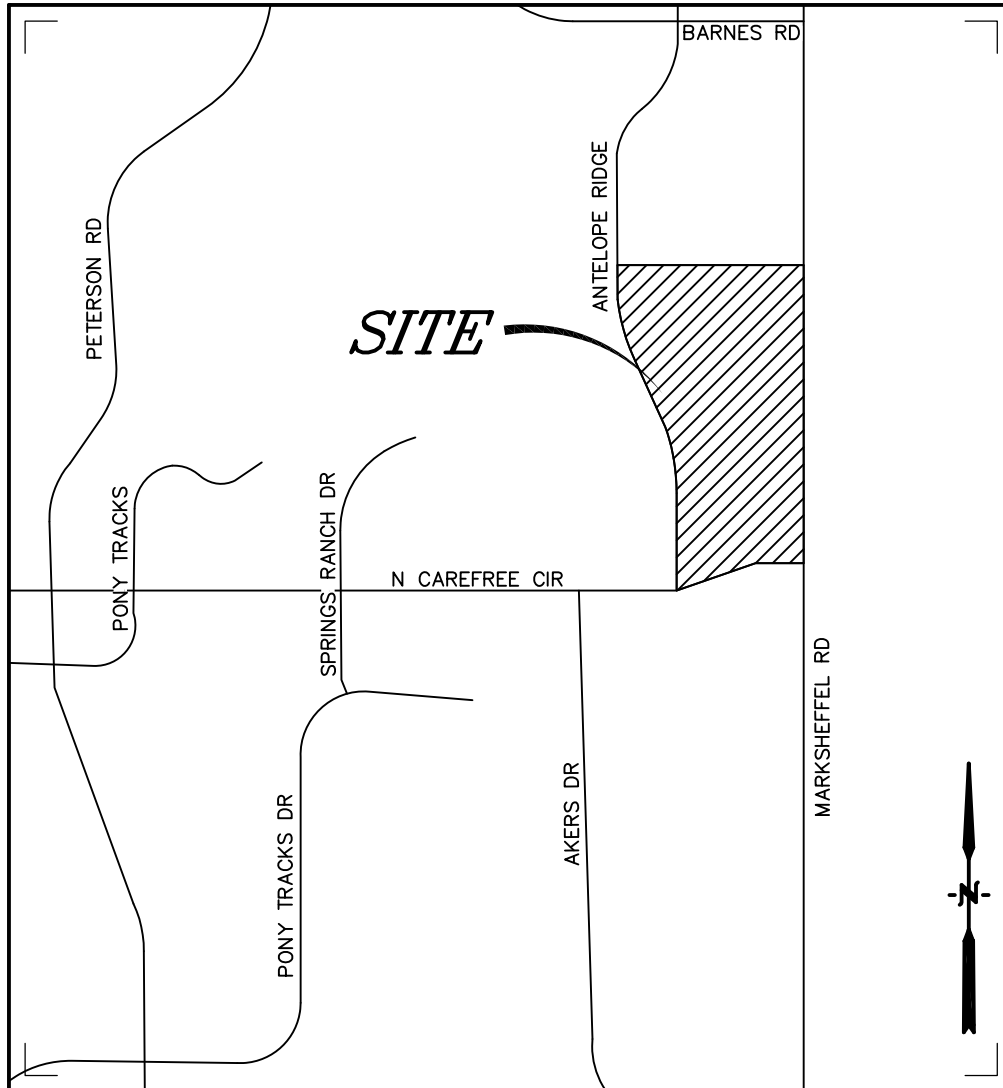 BARNES RD
ANTELOPE RIDGE
PETERSON RD
SITE
PONY TRACKS
SPRINGS RANCH DR
N CAREFREE CIR
MARKSHEFFEL RD
PONY TRACKS DR
AKERS DR
N